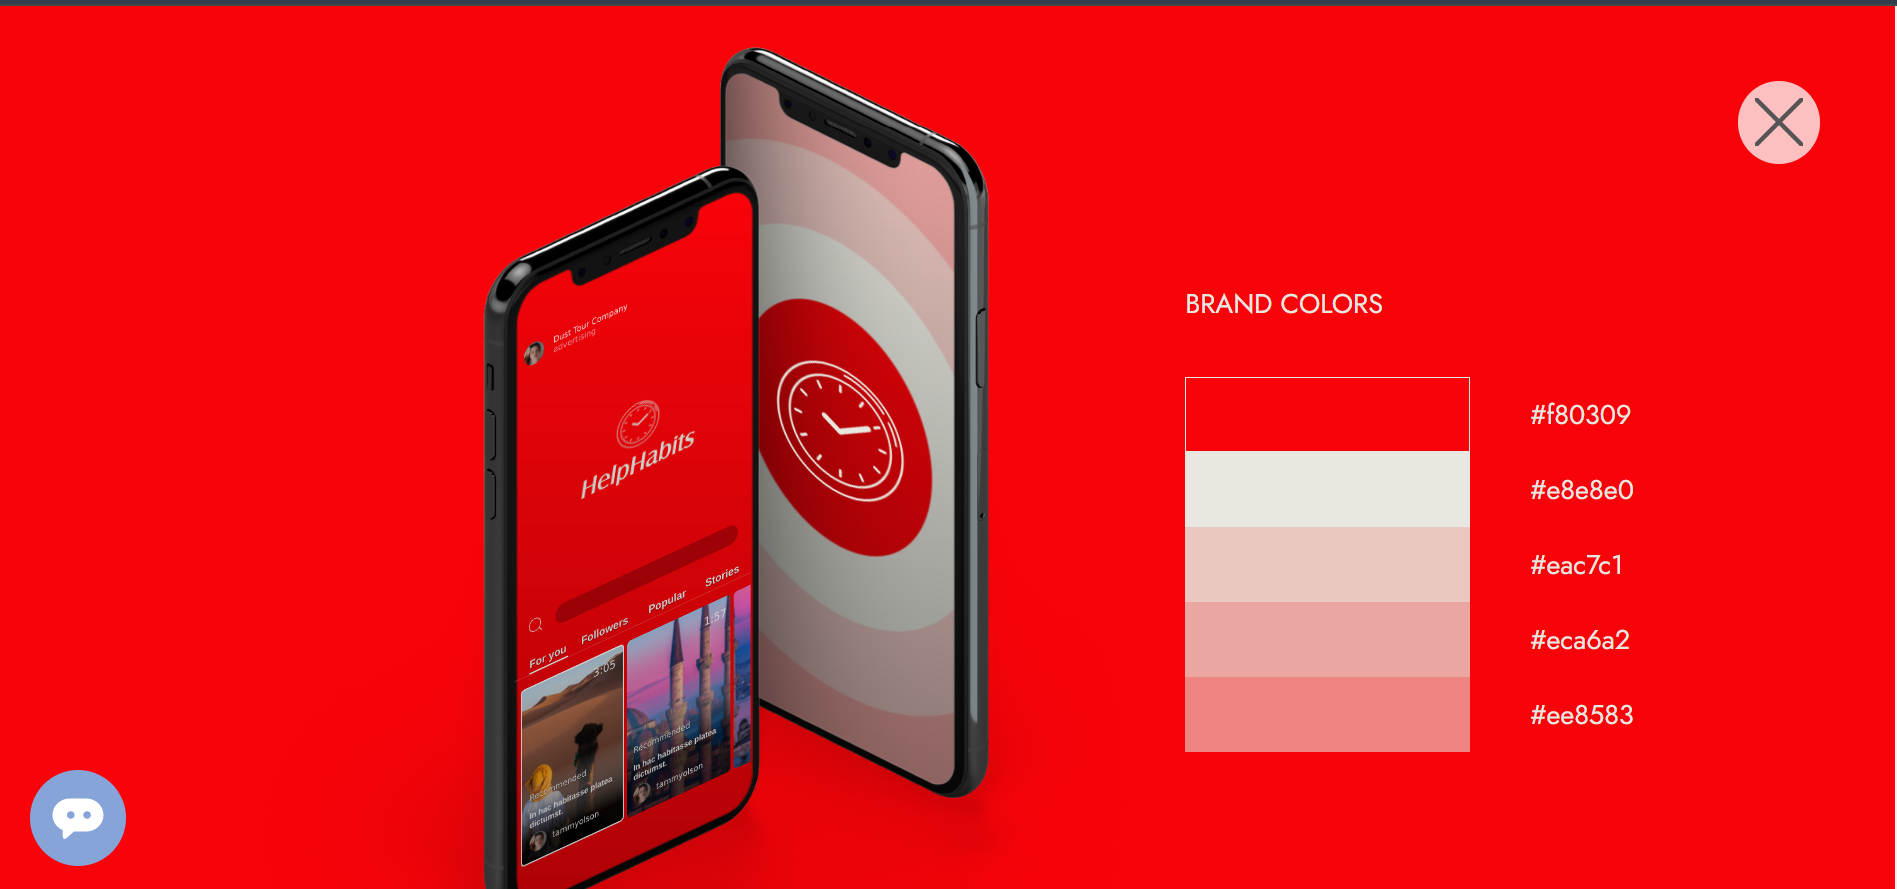 BRAND COLORS
#f80309
#e8e8e0
#eac7c1
#eca6a2
#ee8583
Dust Tour Company
advertising
HelpHabits
For you
Followers
Popular
Stories
3:05
Recommended
In hac habitasse platea
dictumst.
tammyolson
1:57
Recommended
In hac habitasse platea
dictumst.
tammyolson